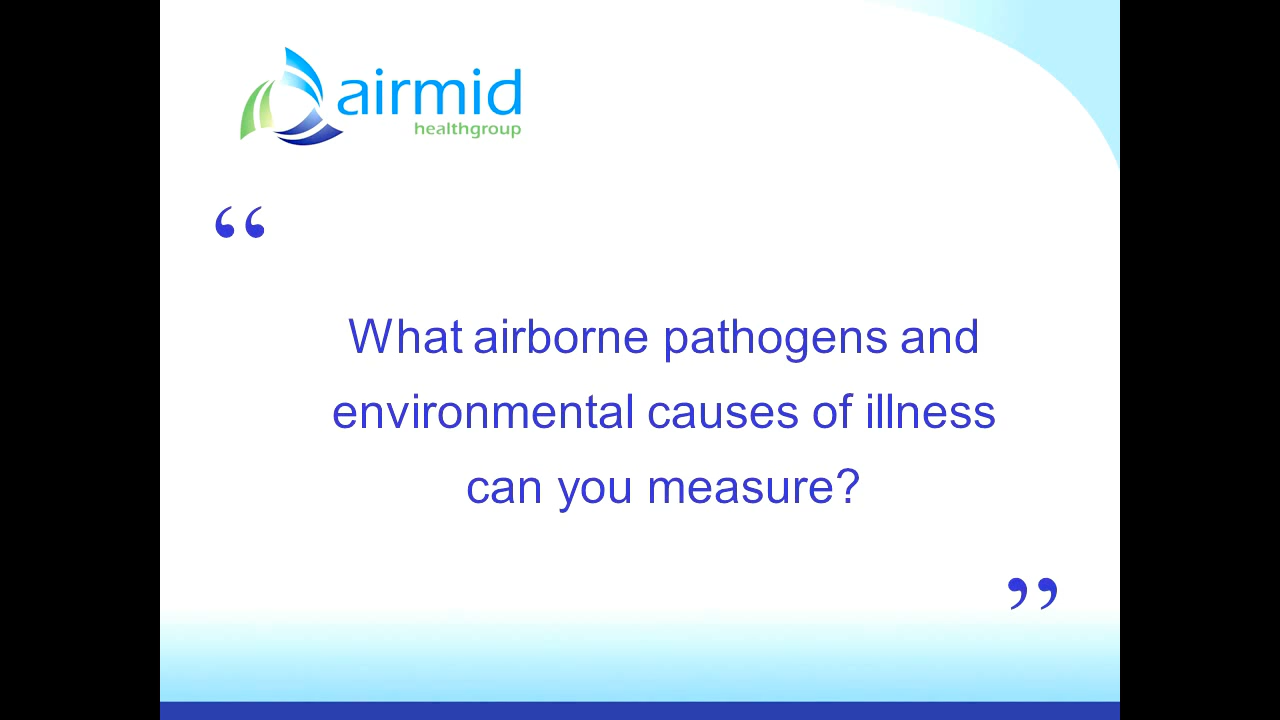 airmid
healthgroup
“
What airborne pathogens and
environmental causes of illness
can you measure?
”